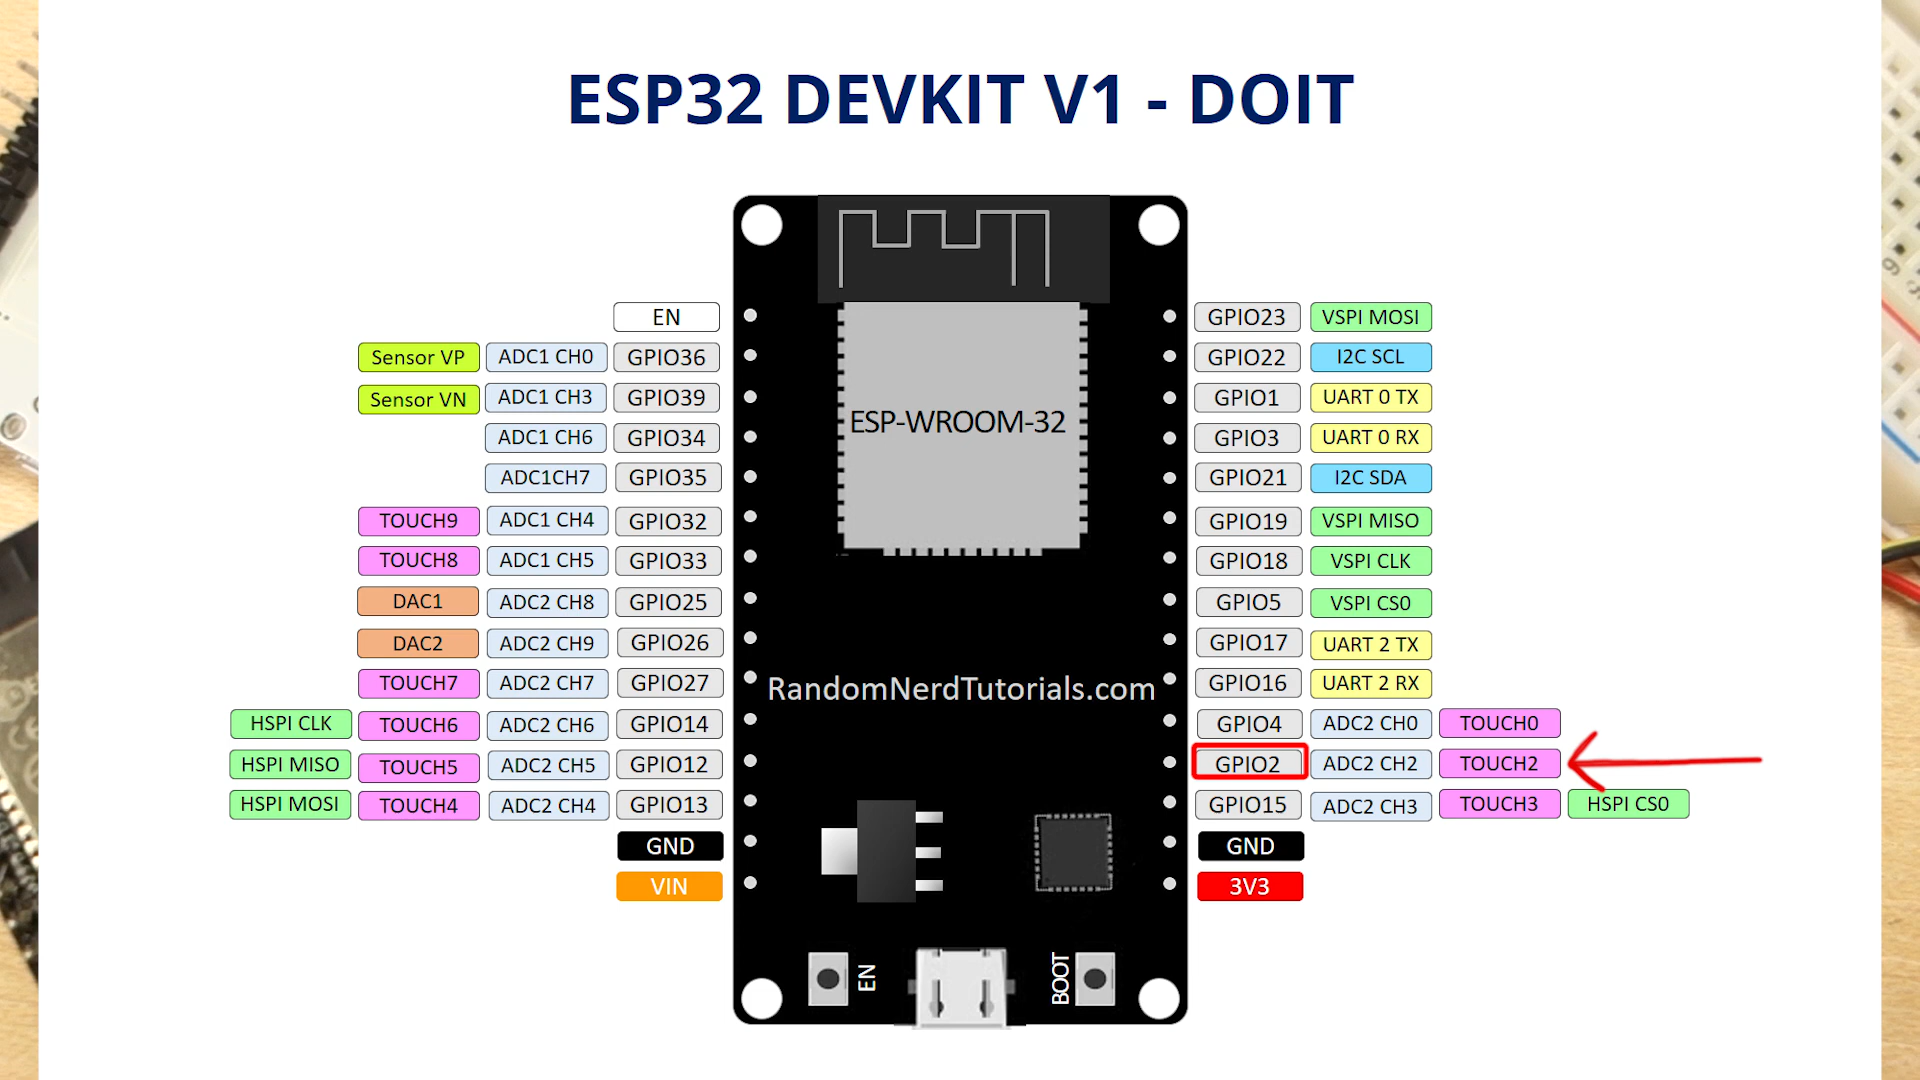 ESP32 DEVKIT V1 - DOIT
EN
Sensor VP ADC1 CH0 GPIO36
Sensor VN ADC1 CH3 GPIO39
ADC1 CH6 GPIO34
ADC1CH7 GPIO35
TOUCH9 ADC1 CH4 GPIO32
TOUCH8 ADC1 CH5 GPIO33
DAC1 ADC2 CH8 GPIO25
DAC2 ADC2 CH9 GPIO26
TOUCH7 ADC2 CH7 GPIO27
HSPI CLK TOUCH6 ADC2 CH6 GPIO14
HSPI MISO TOUCH5 ADC2 CH5 GPIO12
HSPI MOSI TOUCH4 ADC2 CH4 GPIO13
GND
VIN
ESP-WROOM-32
RandomNerdTutorials.com
EN
BOOT
GPIO23 VSPI MOSI
GPIO22 I2C SCL
GPIO1 UART 0 TX
GPIO3 UART 0 RX
GPIO21 I2C SDA
GPIO19 VSPI MISO
GPIO18 VSPI CLK
GPIO5 VSPI CS0
GPIO17 UART 2 TX
GPIO16 UART 2 RX
GPIO4 ADC2 CH0 TOUCH0
GPIO2 ADC2 CH2 TOUCH2
GPIO15 ADC2 CH3 TOUCH3 HSPI CS0
GND
3V3